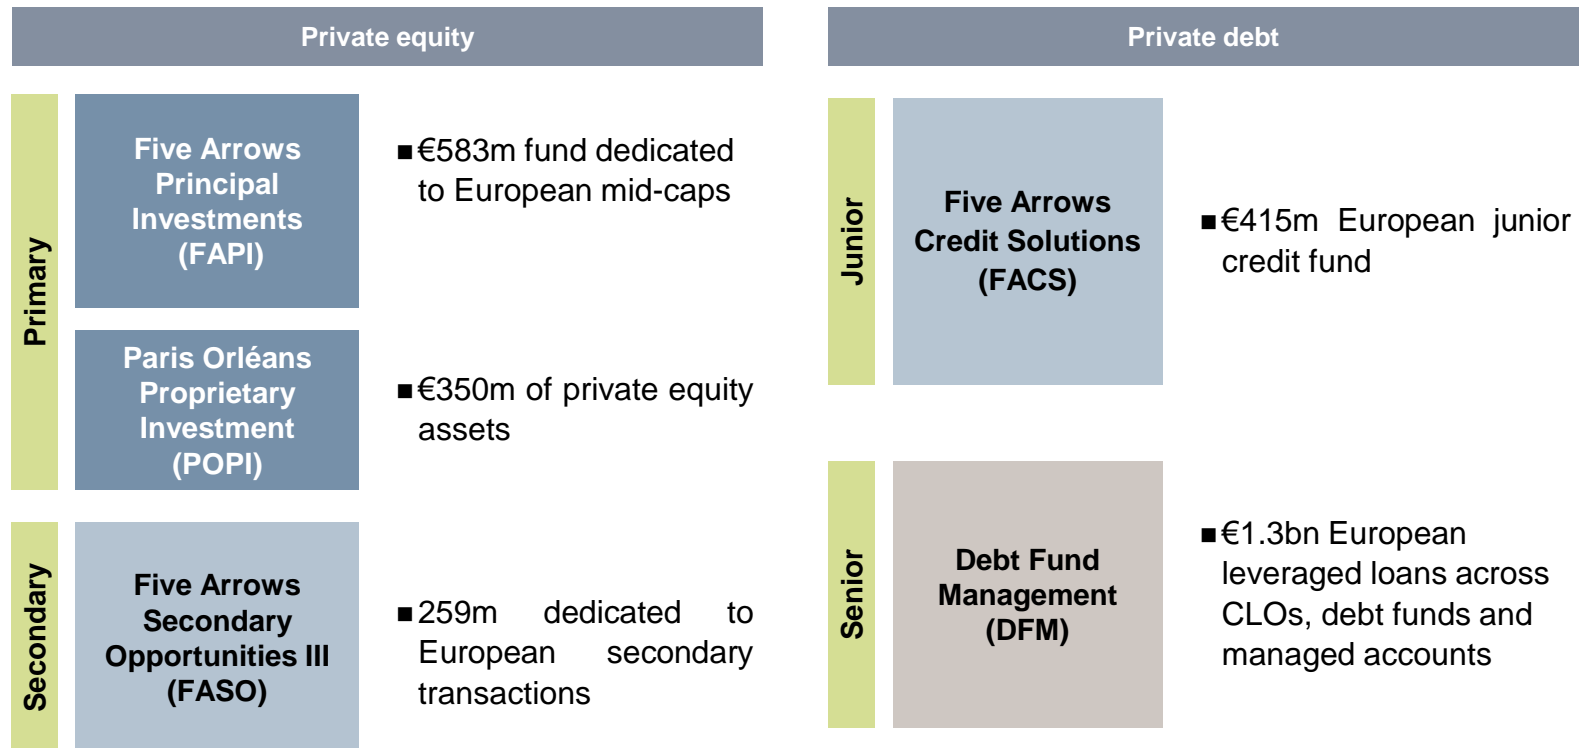 Private equity
Primary
Five Arrows
Principal
Investments
(FAPI)
■€583m fund dedicated
to European mid-caps
Paris Orléans
Proprietary
Investment
(POPI)
■€350m of private equity
assets
Secondary
Five Arrows
Secondary
Opportunities III
(FASO)
■259m dedicated to
European secondary
transactions
Private debt
Junior
Five Arrows
Credit Solutions
(FACS)
■€415m European junior
credit fund
Senior
Debt Fund
Management
(DFM)
■€1.3bn European
leveraged loans across
CLOs, debt funds and
managed accounts